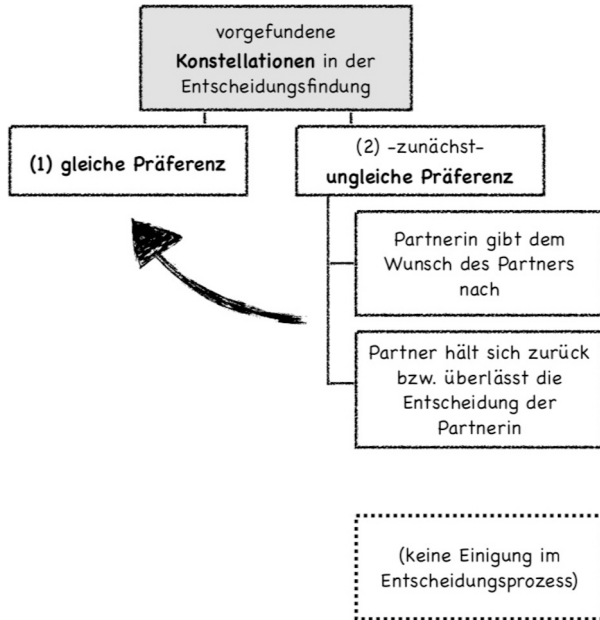 vorgefundene
Konstellationen in der
Entscheidungsfindung
(1) gleiche Präferenz
(2) -zunächst-
ungleiche Präferenz
Partnerin gibt dem
Wunsch des Partners
nach
Partner hält sich zurück
bzw. überlässt die
Entscheidung der
Partnerin
(keine Einigung im
Entscheidungsprozess)